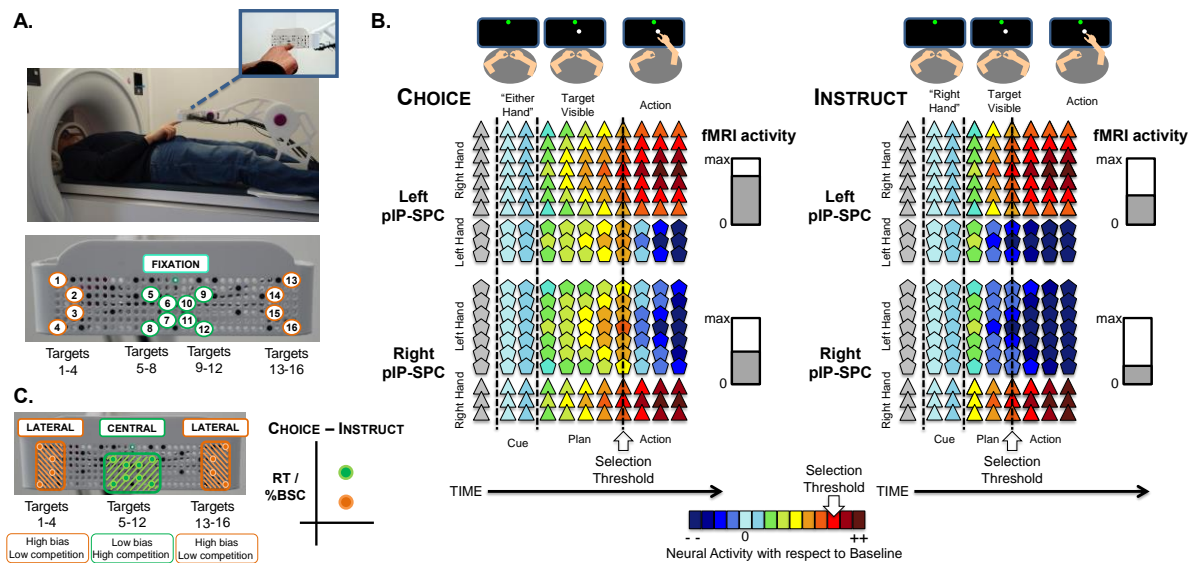 A.
FIXATION
1
2
3
4
5
6
7
8
9
10
11
12
13
14
15
16
Targets
1-4
Targets
5-8
Targets
9-12
Targets
13-16
C.
LATERAL
CENTRAL
LATERAL
Targets
1-4
Targets
5-12
Targets
13-16
High bias
Low competition
Low bias
High competition
High bias
Low competition
CHOICE – INSTRUCT
RT /
%BSC
B.
CHOICE
"Either
Hand"
Target
Visible
Action
fMRI activity
max
0
Left
pIP-SPC
Right Hand
Left Hand
Right
pIP-SPC
Left Hand
Right Hand
max
0
Cue
Plan
Action
Selection
Threshold
TIME
INSTRUCT
"Right
Hand"
Target
Visible
Action
fMRI activity
max
0
Left
pIP-SPC
Right Hand
Left Hand
Right
pIP-SPC
Left Hand
Right Hand
max
0
Cue
Plan
Action
Selection
Threshold
TIME
Selection
Threshold
- -
0
++
Neural Activity with respect to Baseline